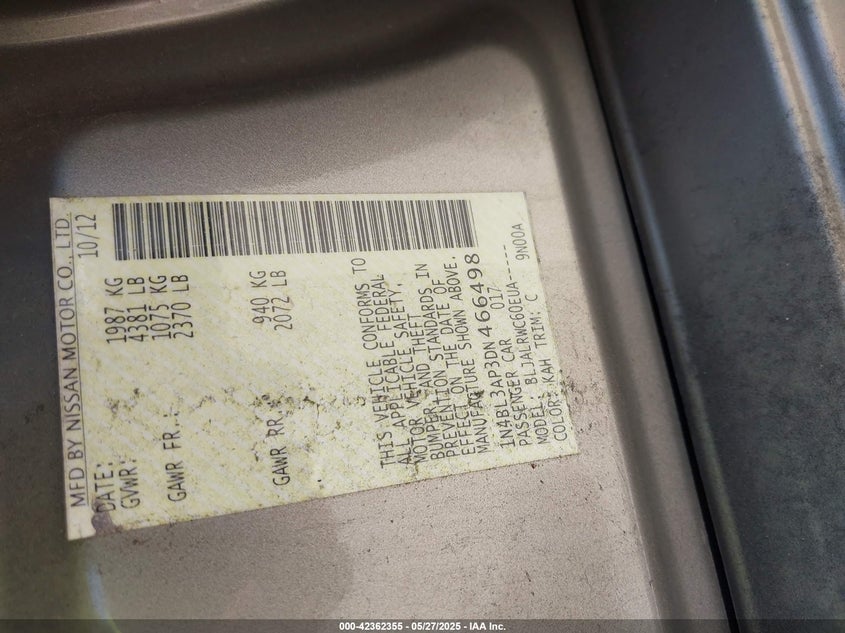 MFD BY NISSAN MOTOR CO., LTD.
DATE: 10/12
GVWR: 1987 KG
4381 LB
GAWR FR.: 1075 KG
2370 LB
GAWR RR.: 940 KG
2072 LB
THIS VEHICLE CONFORMS TO
ALL APPLICABLE FEDERAL
MOTOR VEHICLE SAFETY,
BUMPER, AND THEFT
PREVENTION STANDARDS IN
EFFECT ON THE DATE OF
MANUFACTURE SHOWN ABOVE.
1N4BL3AP3DN466498
PASSENGER CAR 017
MODEL: BLJALRWC60EUA-----
COLOR: KAH TRIM: C 9N00A
000-42362355 - 05/27/2025 - IAA Inc.